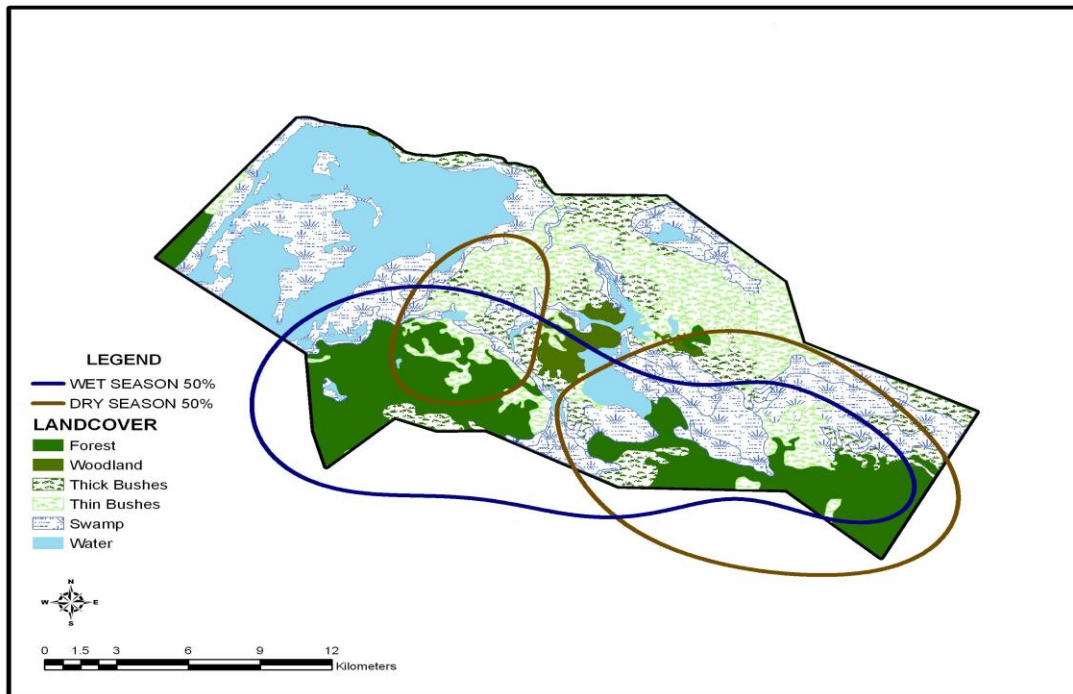 LEGEND
WET SEASON 50%
DRY SEASON 50%
LANDCOVER
Forest
Woodland
Thick Bushes
Thin Bushes
Swamp
Water
N
W E
S
0 1.5 3 6 9 12
Kilometers